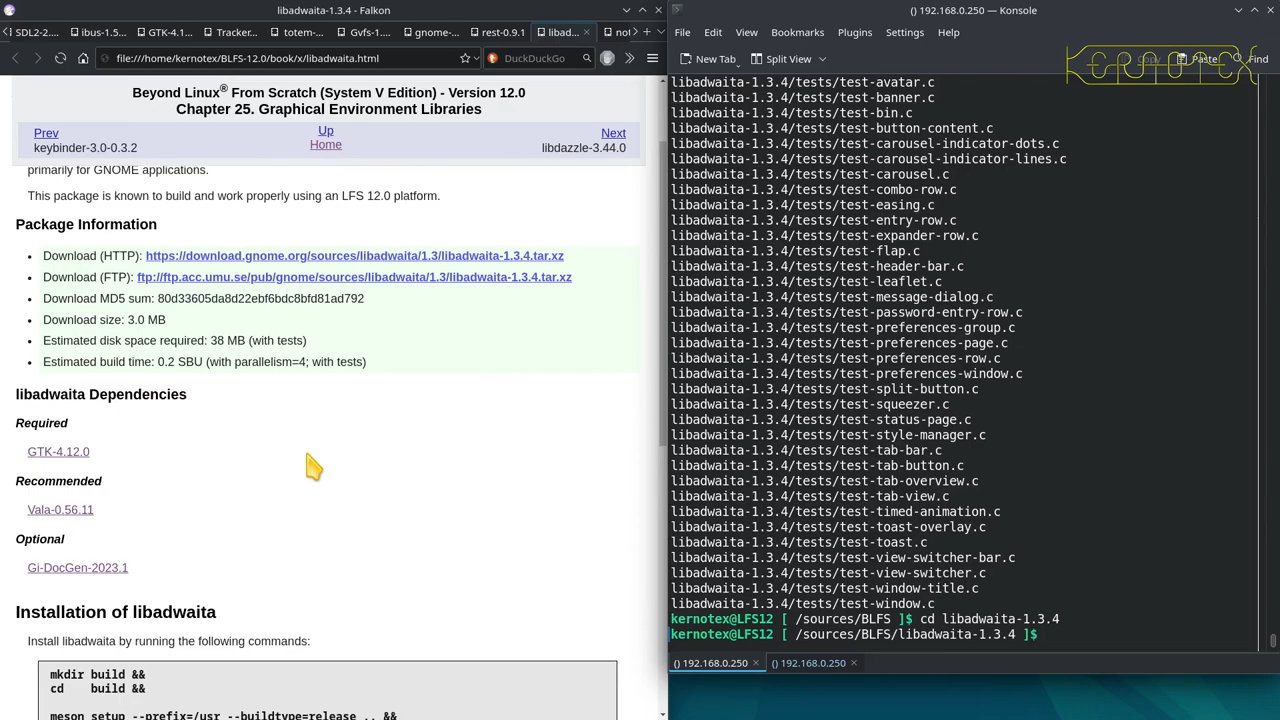 libadwaita-1.3.4 - Falkon
SDL2-2....
ibus-1.5...
GTK-4.1...
Tracker...
totem-...
Gvfs-1....
gnome-...
rest-0.9.1
libad...
not
file:///home/kernotex/BLFS-12.0/book/x/libadwaita.html
DuckDuckGo
Beyond Linux® From Scratch (System V Edition) - Version 12.0
Chapter 25. Graphical Environment Libraries
Prev
Up
Next
keybinder-3.0-0.3.2
Home
libdazzle-3.44.0
primarily for GNOME applications.
This package is known to build and work properly using an LFS 12.0 platform.
Package Information
• Download (HTTP): https://download.gnome.org/sources/libadwaita/1.3/libadwaita-1.3.4.tar.xz
• Download (FTP): ftp://ftp.acc.umu.se/pub/gnome/sources/libadwaita/1.3/libadwaita-1.3.4.tar.xz
• Download MD5 sum: 80d33605da8d22ebf6bdc8bfd81ad792
• Download size: 3.0 MB
• Estimated disk space required: 38 MB (with tests)
• Estimated build time: 0.2 SBU (with parallelism=4; with tests)
libadwaita Dependencies
Required
GTK-4.12.0
Recommended
Vala-0.56.11
Optional
Gi-DocGen-2023.1
Installation of libadwaita
Install libadwaita by running the following commands:
mkdir build &&
cd    build &&
meson setup --prefix=/usr --buildtype=release .. &&
() 192.168.0.250 — Konsole
File Edit View Bookmarks Plugins Settings Help
New Tab Split View Copy Paste Find
Kernotex
libadwaita-1.3.4/tests/test-avatar.c
libadwaita-1.3.4/tests/test-banner.c
libadwaita-1.3.4/tests/test-bin.c
libadwaita-1.3.4/tests/test-button-content.c
libadwaita-1.3.4/tests/test-carousel-indicator-dots.c
libadwaita-1.3.4/tests/test-carousel-indicator-lines.c
libadwaita-1.3.4/tests/test-carousel.c
libadwaita-1.3.4/tests/test-combo-row.c
libadwaita-1.3.4/tests/test-easing.c
libadwaita-1.3.4/tests/test-entry-row.c
libadwaita-1.3.4/tests/test-expander-row.c
libadwaita-1.3.4/tests/test-flap.c
libadwaita-1.3.4/tests/test-header-bar.c
libadwaita-1.3.4/tests/test-leaflet.c
libadwaita-1.3.4/tests/test-message-dialog.c
libadwaita-1.3.4/tests/test-password-entry-row.c
libadwaita-1.3.4/tests/test-preferences-group.c
libadwaita-1.3.4/tests/test-preferences-page.c
libadwaita-1.3.4/tests/test-preferences-row.c
libadwaita-1.3.4/tests/test-preferences-window.c
libadwaita-1.3.4/tests/test-split-button.c
libadwaita-1.3.4/tests/test-squeezer.c
libadwaita-1.3.4/tests/test-status-page.c
libadwaita-1.3.4/tests/test-style-manager.c
libadwaita-1.3.4/tests/test-tab-bar.c
libadwaita-1.3.4/tests/test-tab-button.c
libadwaita-1.3.4/tests/test-tab-overview.c
libadwaita-1.3.4/tests/test-tab-view.c
libadwaita-1.3.4/tests/test-timed-animation.c
libadwaita-1.3.4/tests/test-toast-overlay.c
libadwaita-1.3.4/tests/test-toast.c
libadwaita-1.3.4/tests/test-view-switcher-bar.c
libadwaita-1.3.4/tests/test-view-switcher.c
libadwaita-1.3.4/tests/test-window-title.c
libadwaita-1.3.4/tests/test-window.c
kernotex@LFS12 [ /sources/BLFS ]$ cd libadwaita-1.3.4
kernotex@LFS12 [ /sources/BLFS/libadwaita-1.3.4 ]$
() 192.168.0.250
() 192.168.0.250